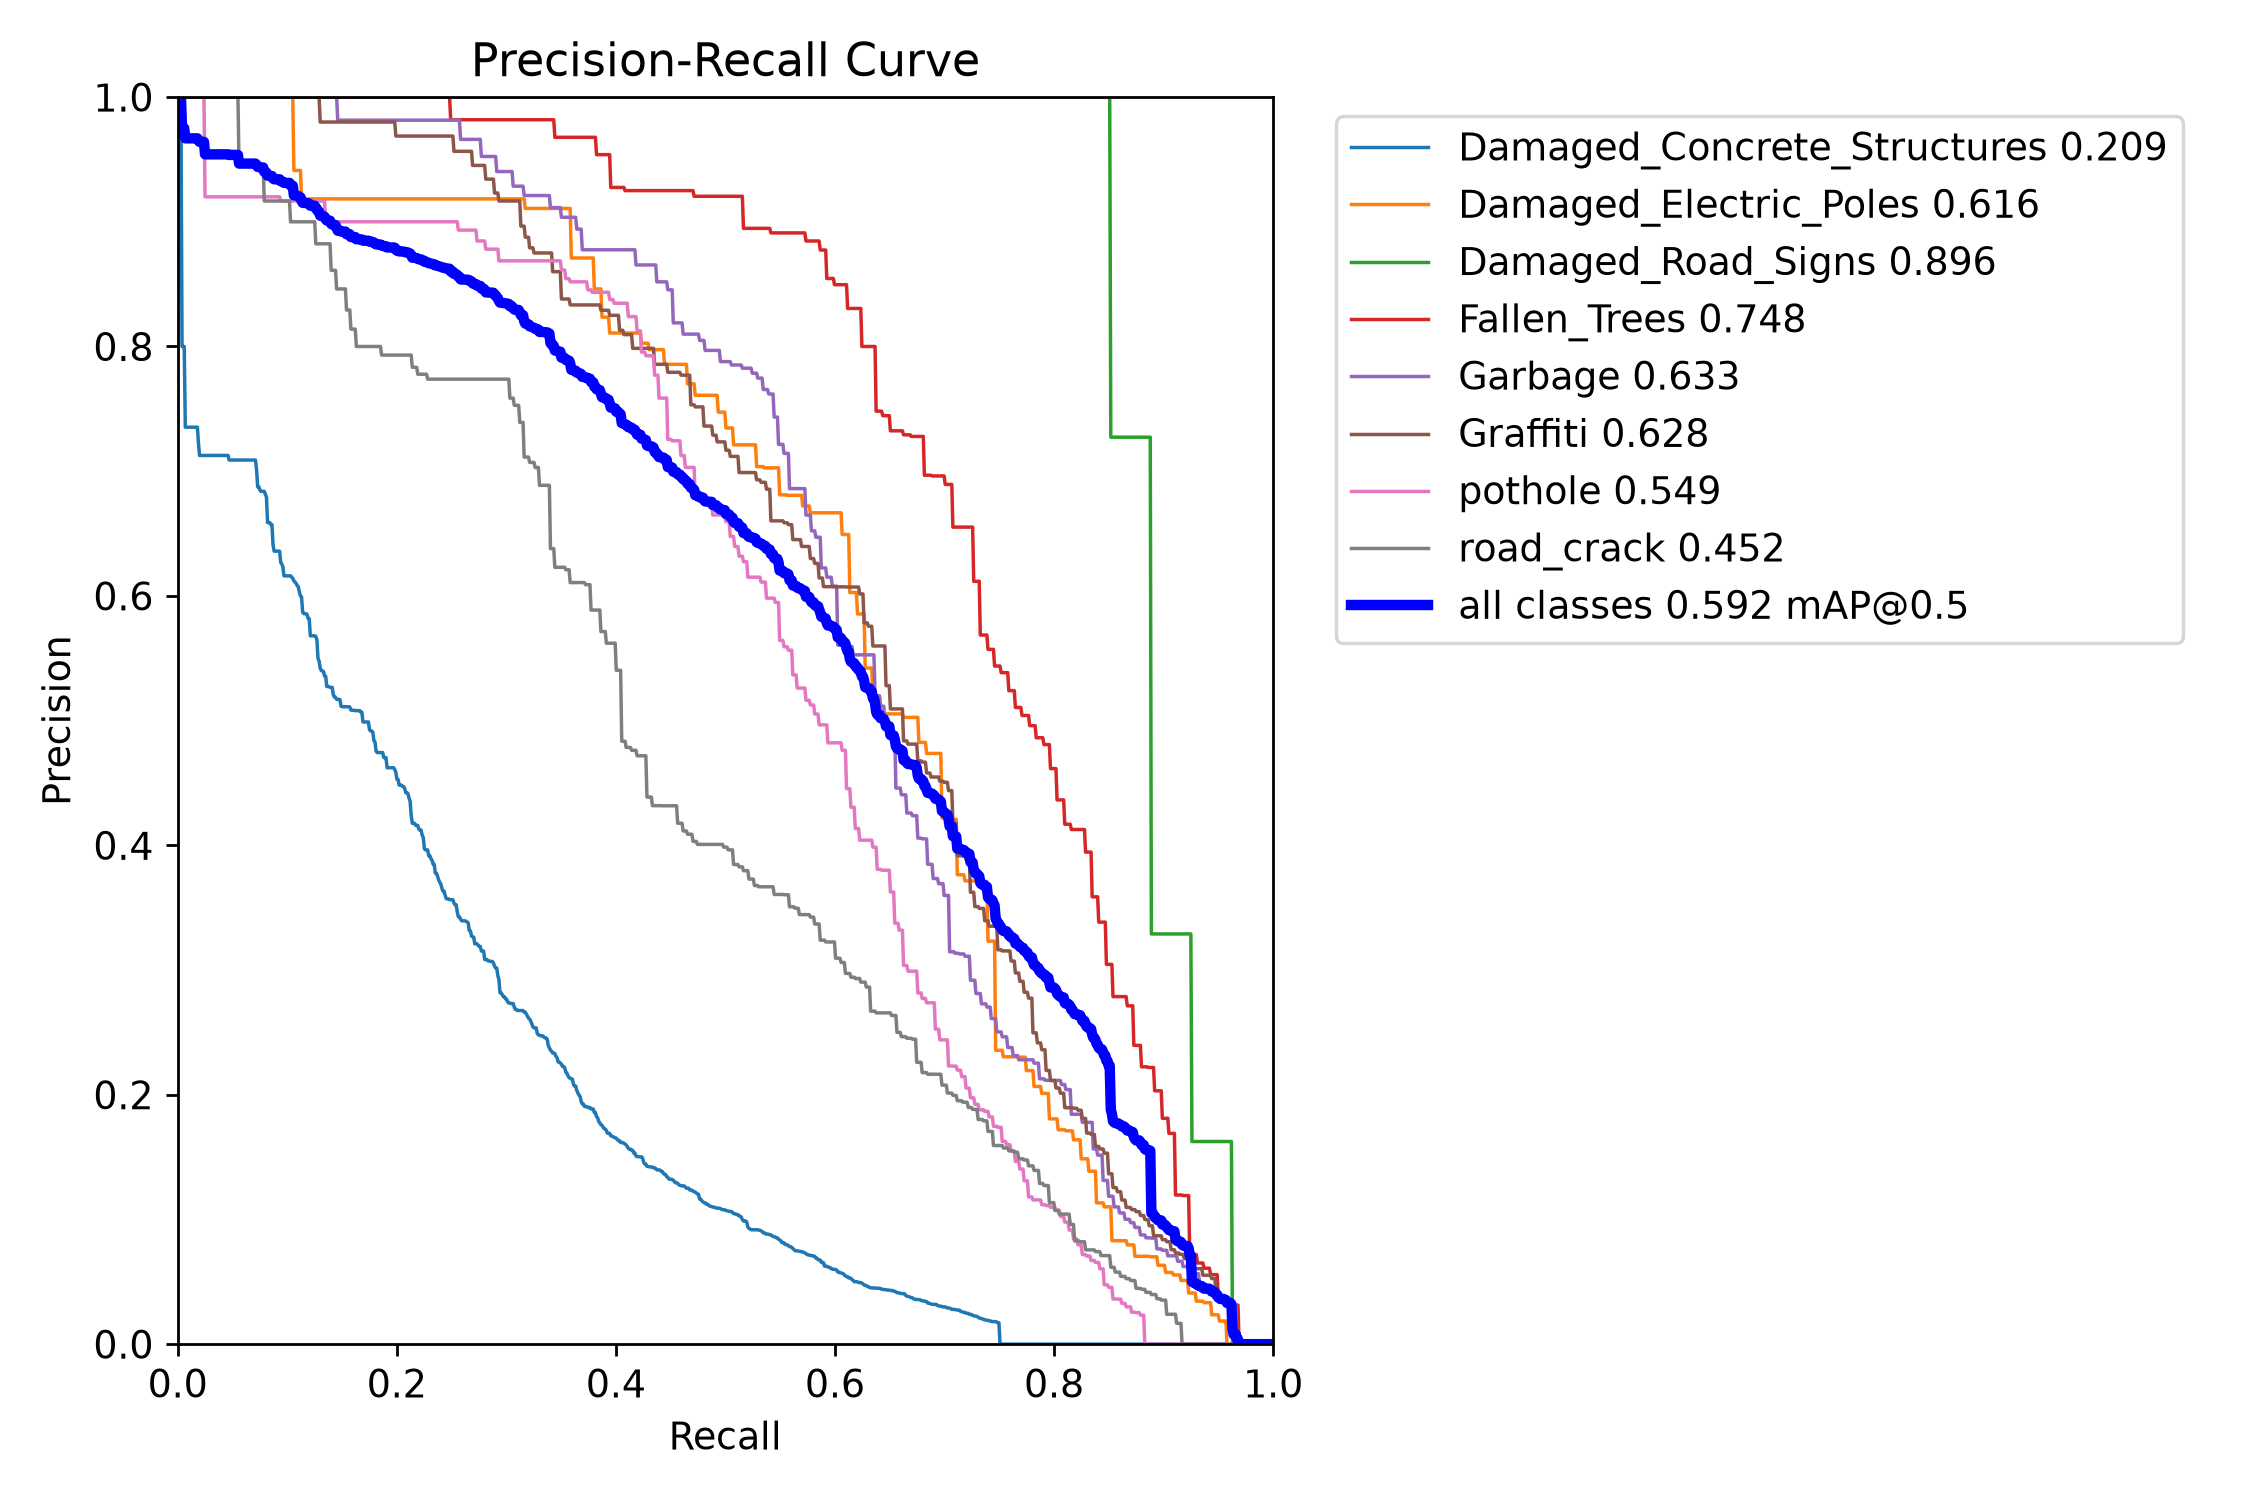 Precision-Recall Curve
1.0
0.8
0.6
0.4
0.2
0.0
Precision
0.0 0.2 0.4 0.6 0.8 1.0
Recall
Damaged_Concrete_Structures 0.209
Damaged_Electric_Poles 0.616
Damaged_Road_Signs 0.896
Fallen_Trees 0.748
Garbage 0.633
Graffiti 0.628
pothole 0.549
road_crack 0.452
all classes 0.592 mAP@0.5